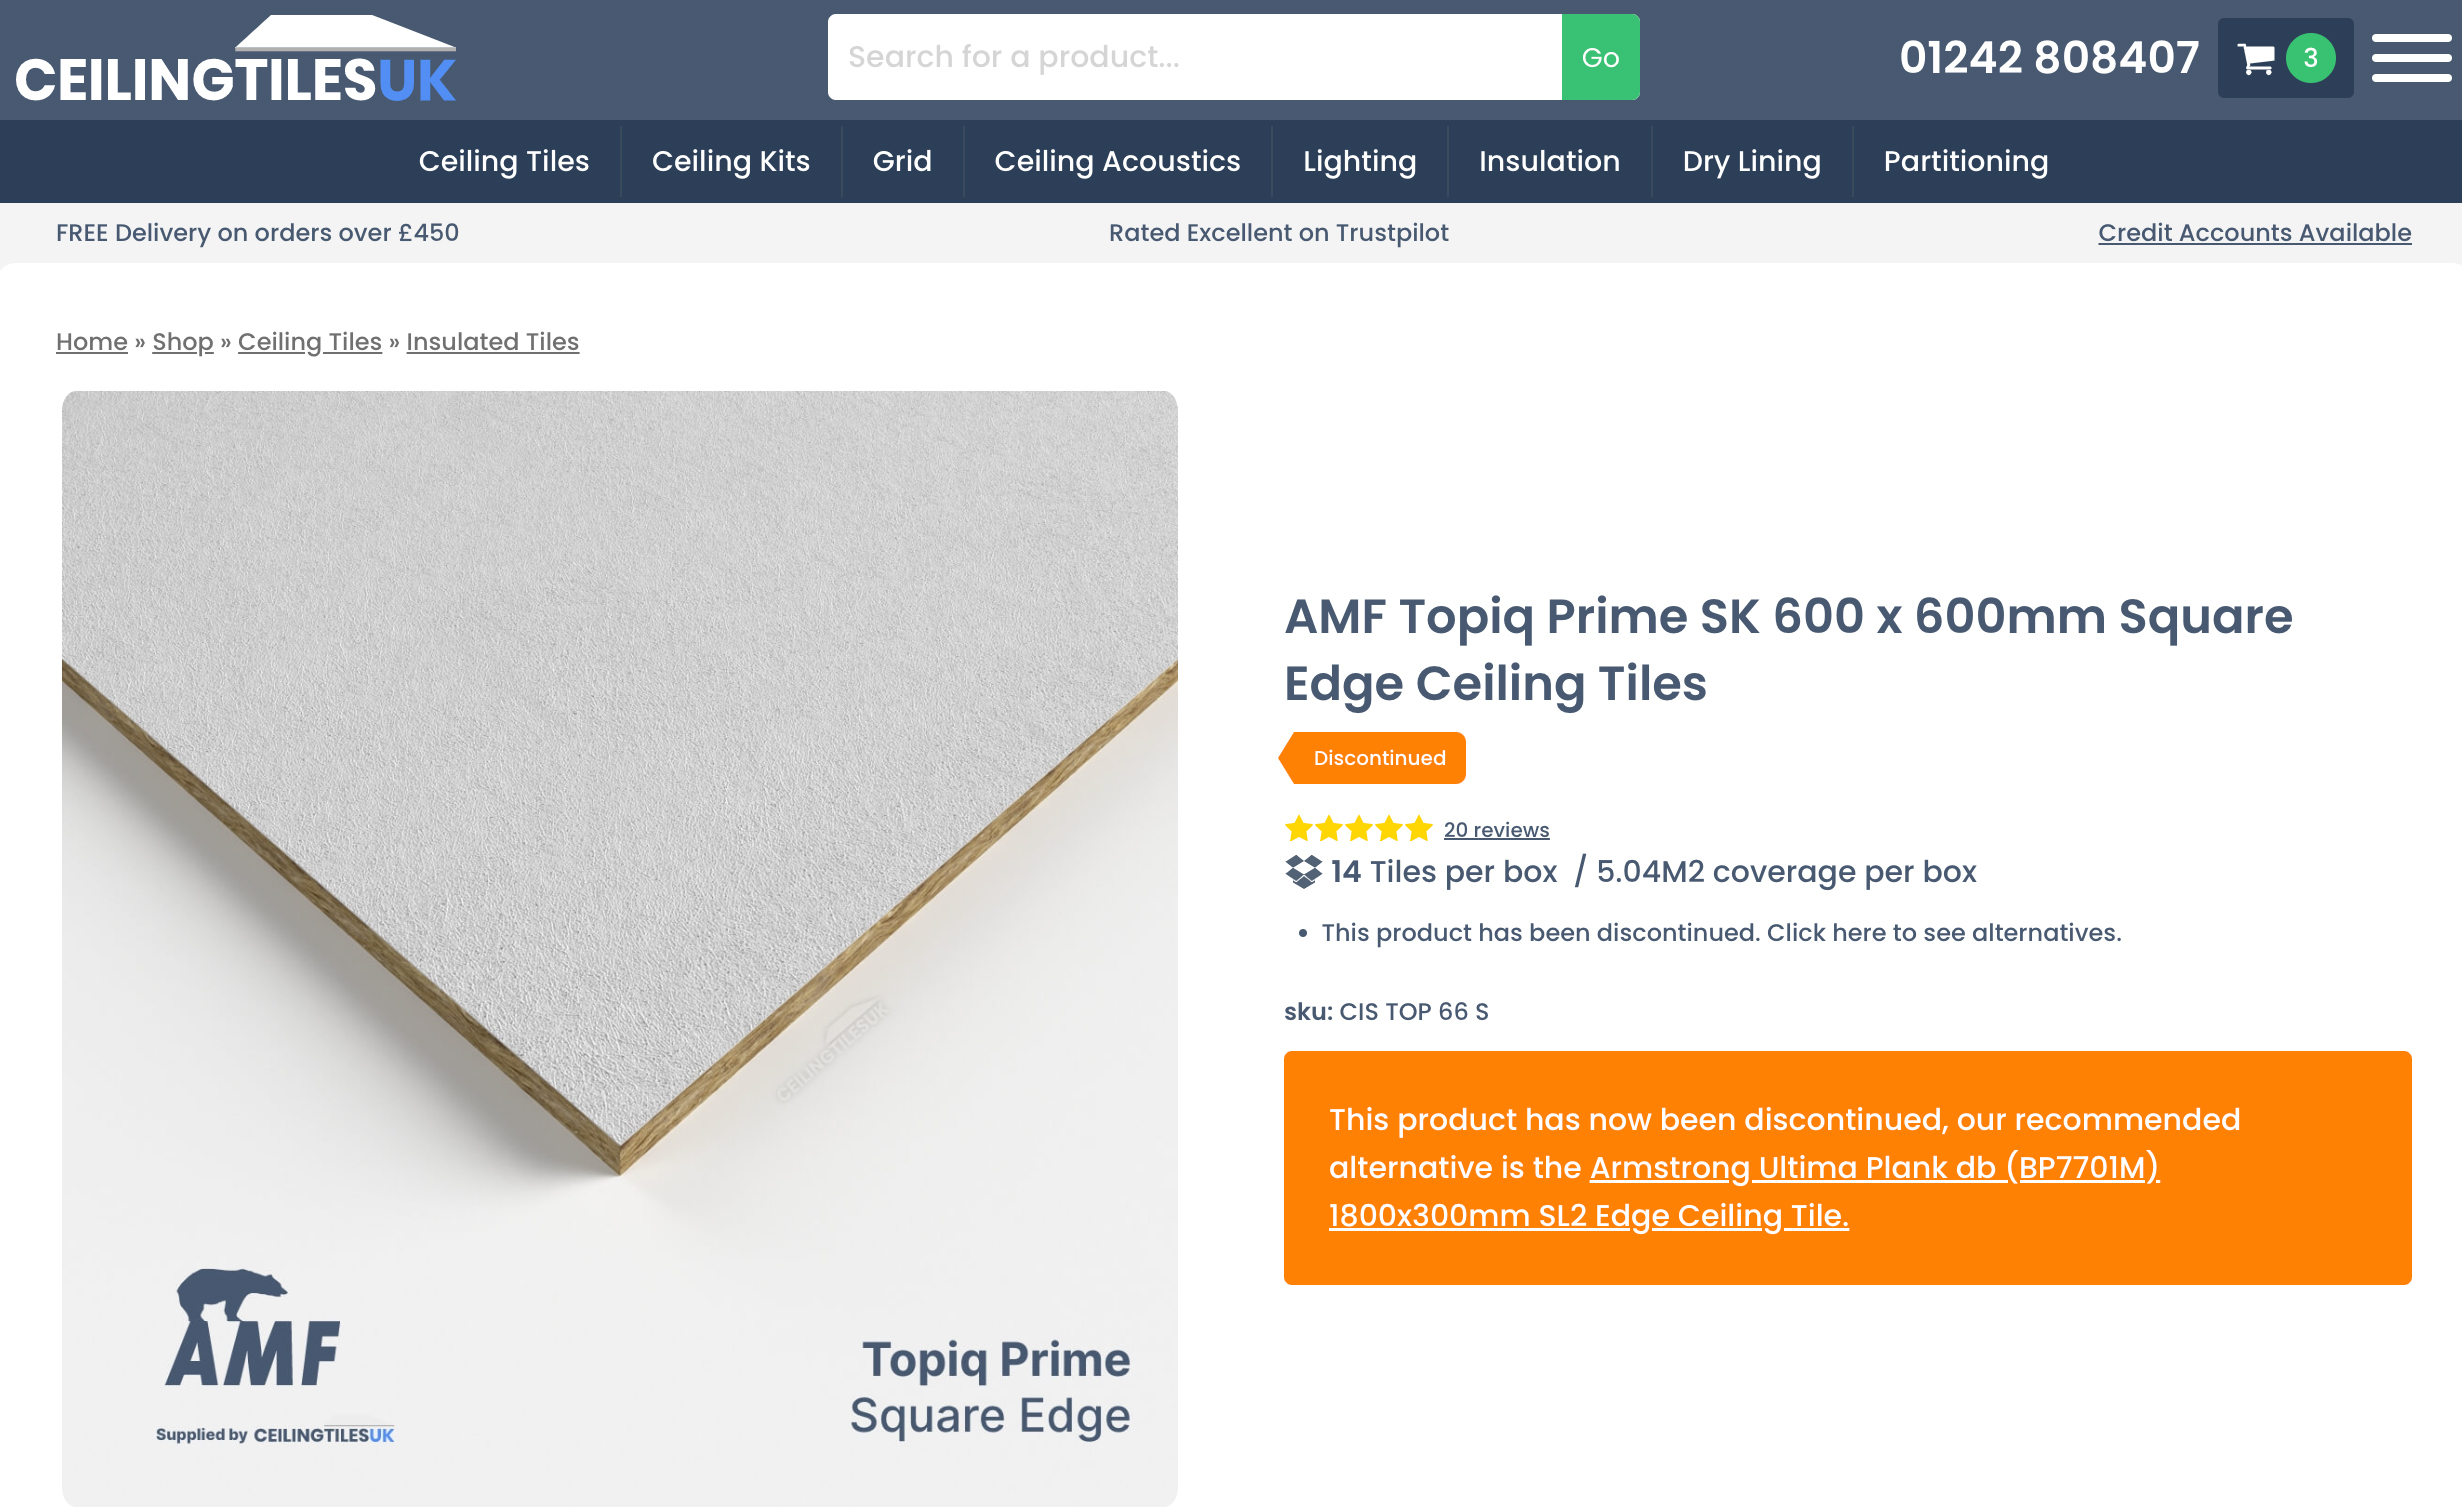 CEILINGTILESUK
Search for a product...
Go
01242 808407
3
Ceiling Tiles
Ceiling Kits
Grid
Ceiling Acoustics
Lighting
Insulation
Dry Lining
Partitioning
FREE Delivery on orders over £450
Rated Excellent on Trustpilot
Credit Accounts Available
Home » Shop » Ceiling Tiles » Insulated Tiles
CEILINGTILESUK
AMF
Supplied by CEILINGTILESUK
Topiq Prime
Square Edge
AMF Topiq Prime SK 600 x 600mm Square
Edge Ceiling Tiles
Discontinued
20 reviews
14 Tiles per box / 5.04M2 coverage per box
• This product has been discontinued. Click here to see alternatives.
sku: CIS TOP 66 S
This product has now been discontinued, our recommended
alternative is the Armstrong Ultima Plank db (BP7701M)
1800x300mm SL2 Edge Ceiling Tile.